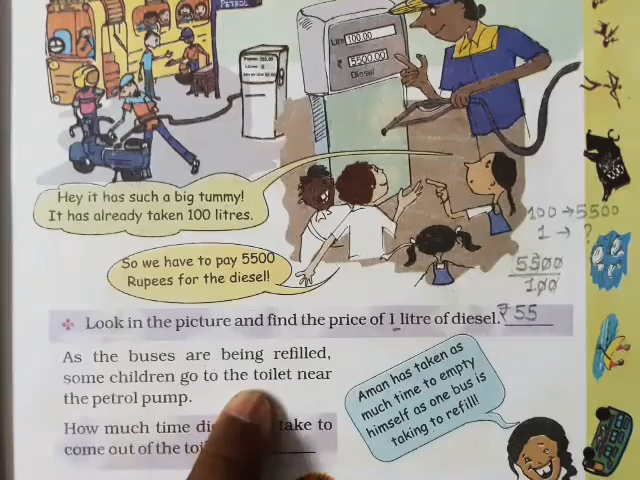 PETROL
Litre 100.00
₹ 5500.00
Diesel
Hey it has such a big tummy!
It has already taken 100 litres.
100 → 5500
1 → ?
So we have to pay 5500
Rupees for the diesel!
5500
100
❖ Look in the picture and find the price of 1 litre of diesel. ₹ 55
As the buses are being refilled,
some children go to the toilet near
the petrol pump.
Aman has taken as
much time to empty
himself as one bus is
taking to refill!
How much time take to
come out of the